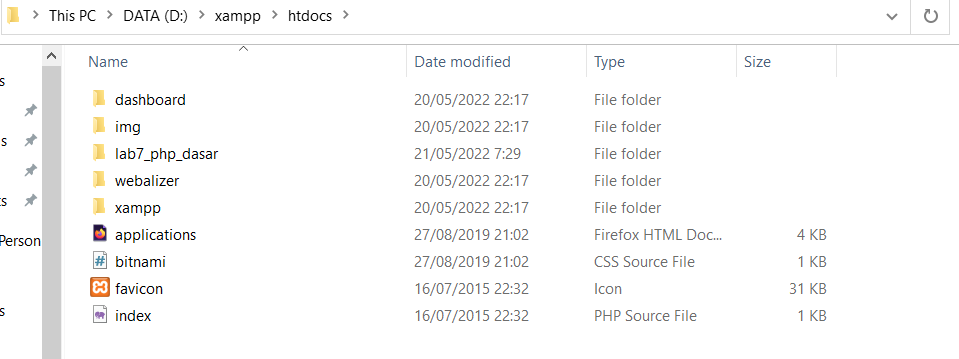 This PC > DATA (D:) > xampp > htdocs >
Name Date modified Type Size
dashboard 20/05/2022 22:17 File folder
img 20/05/2022 22:17 File folder
lab7_php_dasar 21/05/2022 7:29 File folder
webalizer 20/05/2022 22:17 File folder
xampp 20/05/2022 22:17 File folder
applications 27/08/2019 21:02 Firefox HTML Doc... 4 KB
bitnami 27/08/2019 21:02 CSS Source File 1 KB
favicon 16/07/2015 22:32 Icon 31 KB
index 16/07/2015 22:32 PHP Source File 1 KB
Person